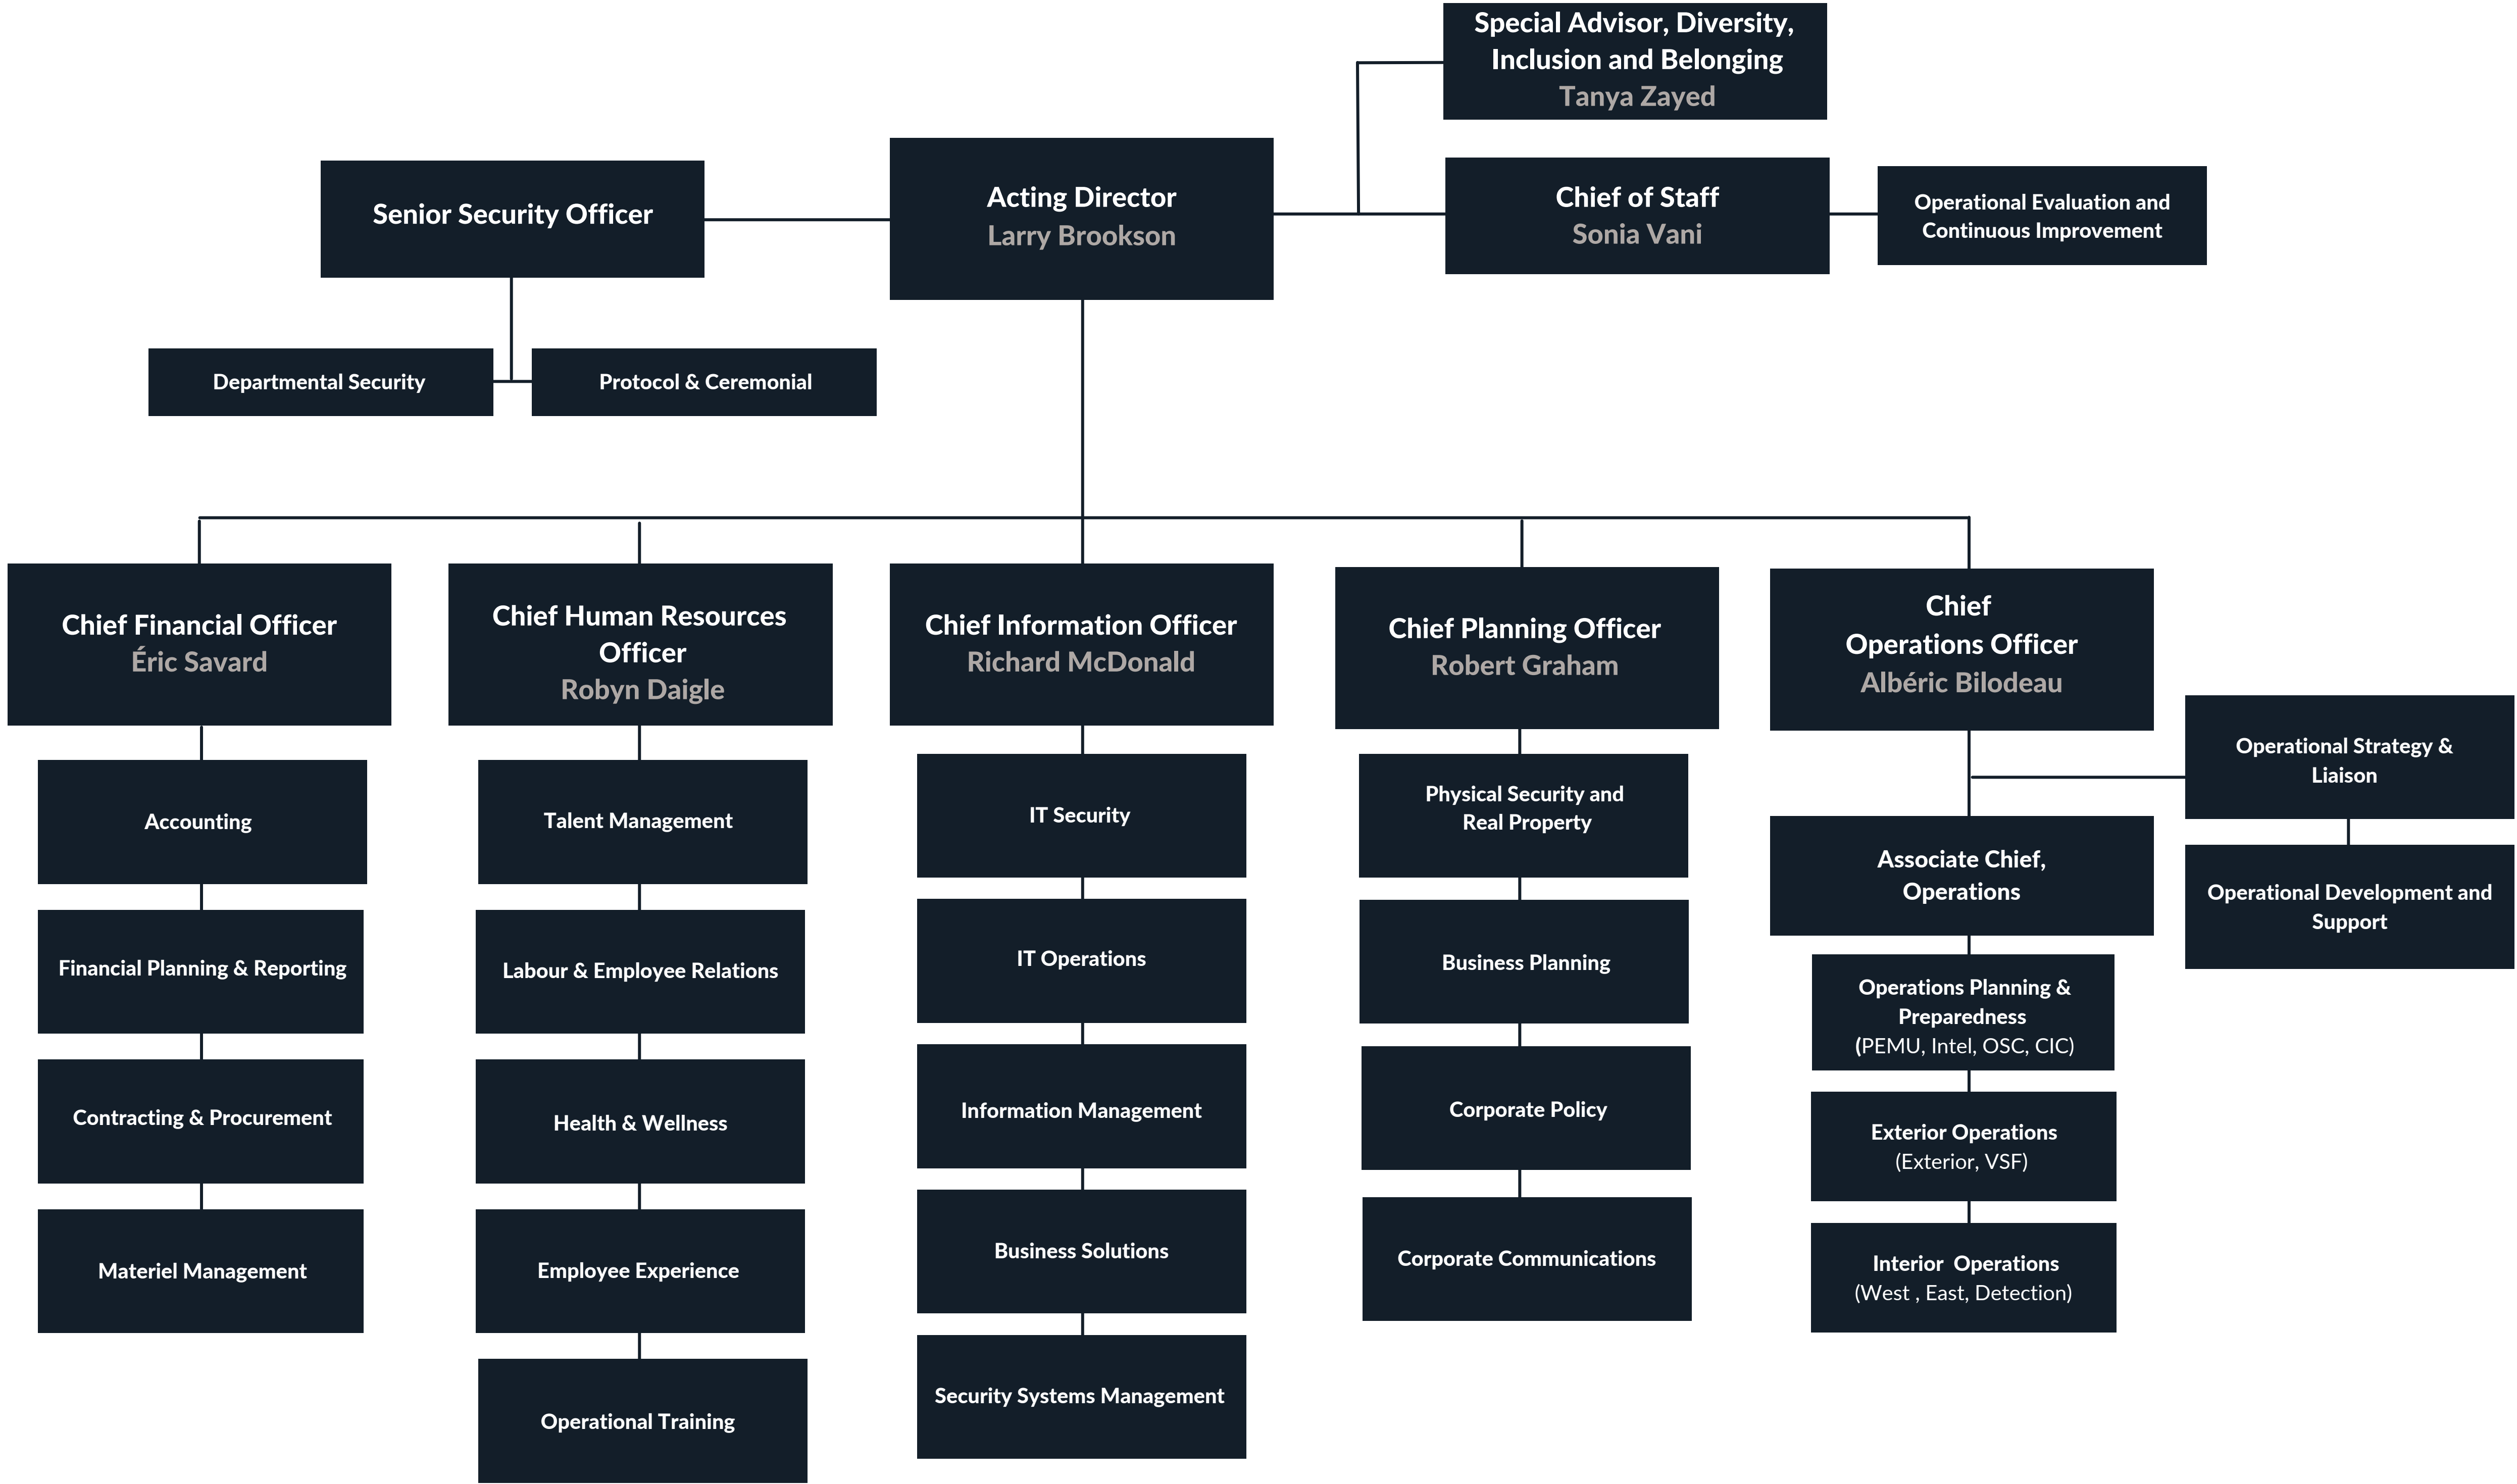 Special Advisor, Diversity,
Inclusion and Belonging
Tanya Zayed
Senior Security Officer
Acting Director
Larry Brookson
Chief of Staff
Sonia Vani
Operational Evaluation and
Continuous Improvement
Departmental Security
Protocol & Ceremonial
Chief Financial Officer
Éric Savard
Accounting
Financial Planning & Reporting
Contracting & Procurement
Materiel Management
Chief Human Resources
Officer
Robyn Daigle
Talent Management
Labour & Employee Relations
Health & Wellness
Employee Experience
Operational Training
Chief Information Officer
Richard McDonald
IT Security
IT Operations
Information Management
Business Solutions
Security Systems Management
Chief Planning Officer
Robert Graham
Physical Security and
Real Property
Business Planning
Corporate Policy
Corporate Communications
Chief
Operations Officer
Albéric Bilodeau
Operational Strategy &
Liaison
Operational Development and
Support
Associate Chief,
Operations
Operations Planning &
Preparedness
(PEMU, Intel, OSC, CIC)
Exterior Operations
(Exterior, VSF)
Interior  Operations
(West , East, Detection)